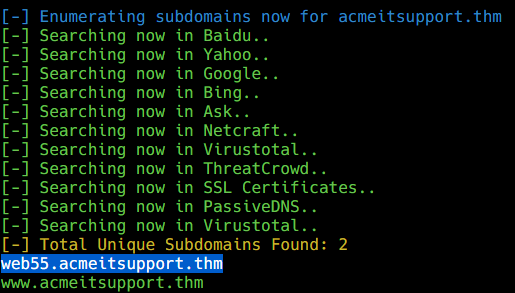 [-] Enumerating subdomains now for acmeitsupport.thm
[-] Searching now in Baidu..
[-] Searching now in Yahoo..
[-] Searching now in Google..
[-] Searching now in Bing..
[-] Searching now in Ask..
[-] Searching now in Netcraft..
[-] Searching now in Virustotal..
[-] Searching now in ThreatCrowd..
[-] Searching now in SSL Certificates..
[-] Searching now in PassiveDNS..
[-] Searching now in Virustotal..
[-] Total Unique Subdomains Found: 2
web55.acmeitsupport.thm
www.acmeitsupport.thm